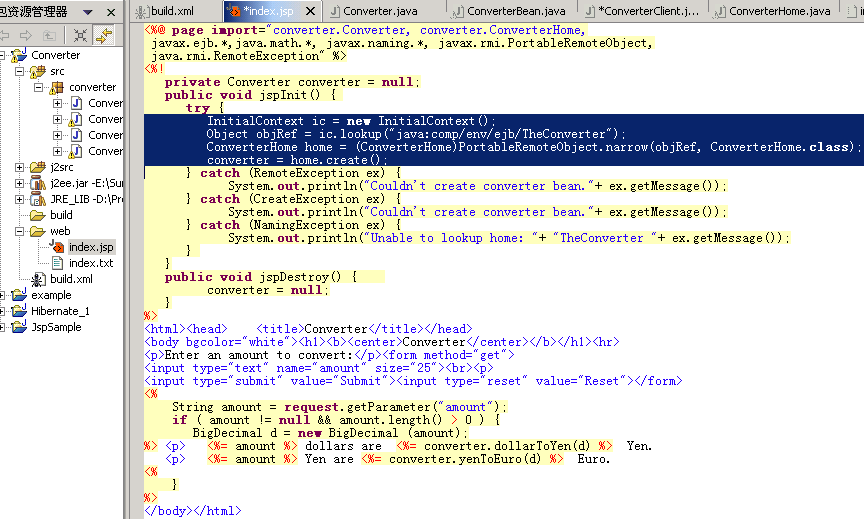 包资源管理器
Converter
src
converter
Conver
Conver
Conver
Conver
j2src
j2ee.jar -E:\Sur
JRE_LIB -D:\Pro
build
web
index.jsp
index.txt
build.xml
example
Hibernate_1
JspSample
build.xml
*index.jsp
Converter.java
ConverterBean.java
*ConverterClient.j...
ConverterHome.java
<%@ page import="converter.Converter, converter.ConverterHome,
javax.ejb.*,java.math.*, javax.naming.*, javax.rmi.PortableRemoteObject,
java.rmi.RemoteException" %>
<%!
private Converter converter = null;
public void jspInit() {
try {
InitialContext ic = new InitialContext();
Object objRef = ic.lookup("java:comp/env/ejb/TheConverter");
ConverterHome home = (ConverterHome)PortableRemoteObject.narrow(objRef, ConverterHome.class);
converter = home.create();
} catch (RemoteException ex) {
System.out.println("Couldn't create converter bean."+ ex.getMessage());
} catch (CreateException ex) {
System.out.println("Couldn't create converter bean."+ ex.getMessage());
} catch (NamingException ex) {
System.out.println("Unable to lookup home: "+ "TheConverter "+ ex.getMessage());
}
}
public void jspDestroy() {
converter = null;
}
%>
<html><head> <title>Converter</title></head>
<body bgcolor="white"><h1><b><center>Converter</center></b></h1><hr>
<p>Enter an amount to convert:</p><form method="get">
<input type="text" name="amount" size="25"><br><p>
<input type="submit" value="Submit"><input type="reset" value="Reset"></form>
<%
String amount = request.getParameter("amount");
if ( amount != null && amount.length() > 0 ) {
BigDecimal d = new BigDecimal (amount);
%> <p> <%= amount %> dollars are <%= converter.dollarToYen(d) %> Yen.
<p> <%= amount %> Yen are <%= converter.yenToEuro(d) %> Euro.
<%
}
%>
</body></html>